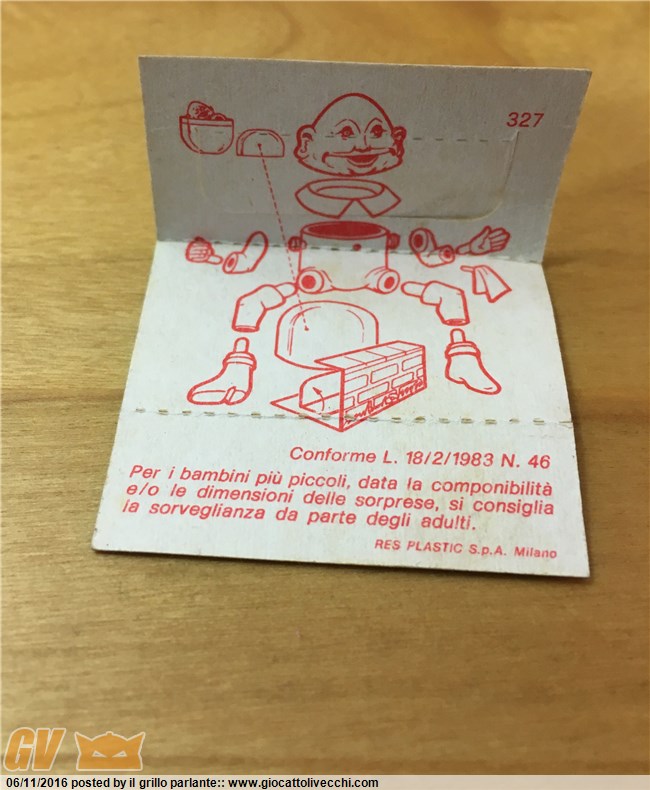 327
Conforme L. 18/2/1983 N. 46
Per i bambini più piccoli, data la componibilità
e/o le dimensioni delle sorprese, si consiglia
la sorveglianza da parte degli adulti.
RES PLASTIC S.p.A. Milano
GV
06/11/2016 posted by il grillo parlante:: www.giocattolivecchi.com